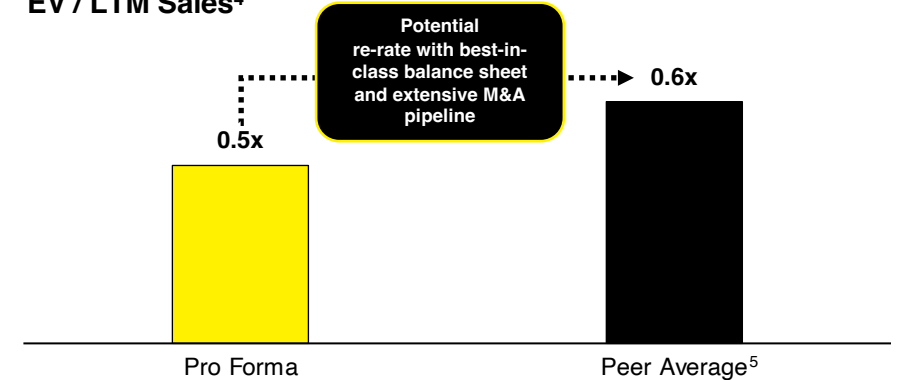 EV / LTM Sales⁴
Potential
re-rate with best-in-
class balance sheet
and extensive M&A
pipeline
0.6x
0.5x
Pro Forma
Peer Average⁵